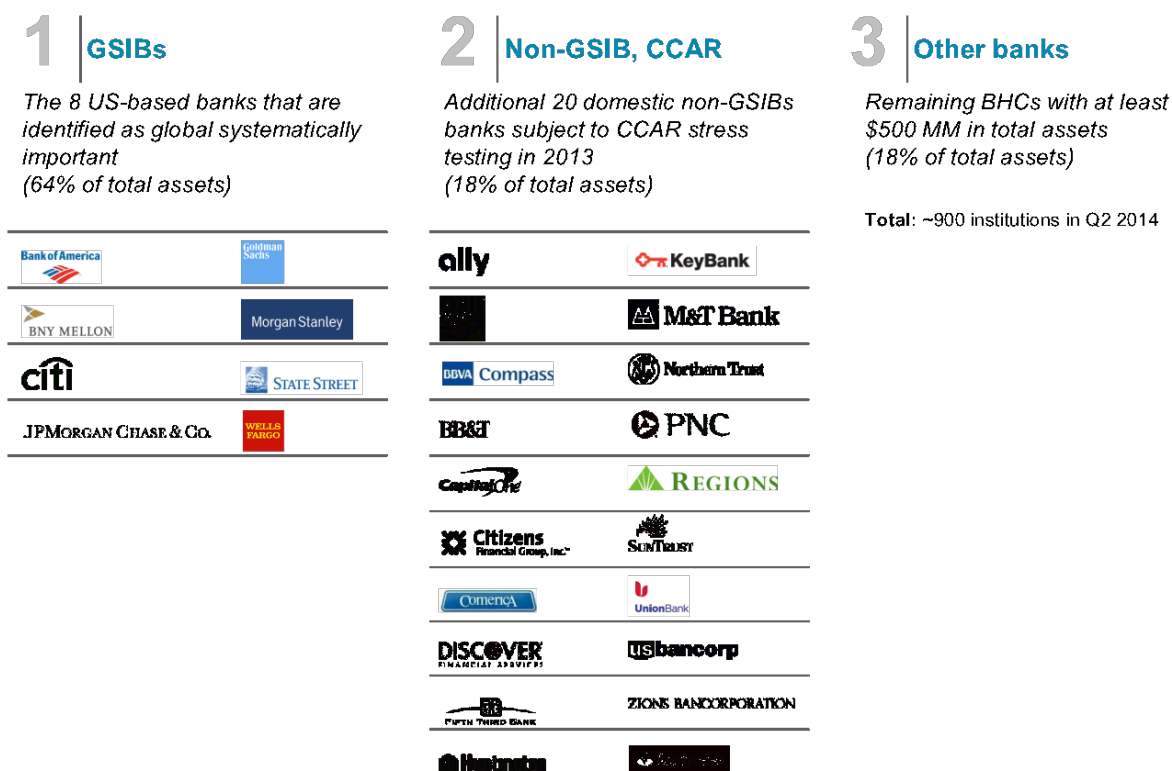 1 GSIBs
The 8 US-based banks that are
identified as global systematically
important
(64% of total assets)
Bank of America
Goldman
Sachs
BNY MELLON
Morgan Stanley
citi
STATE STREET
JPMORGAN CHASE & CO.
WELLS
FARGO
2 Non-GSIB, CCAR
Additional 20 domestic non-GSIBs
banks subject to CCAR stress
testing in 2013
(18% of total assets)
ally
KeyBank
M&T Bank
BBVA Compass
Northern Trust
BB&T
PNC
CapitalOne
REGIONS
Citizens
Financial Group, Inc.™
SUNTRUST
Comerica
UnionBank
DISCOVER
FINANCIAL SERVICES
usbancorp
FIFTH THIRD BANK
ZIONS BANCORPORATION
Huntington
3 Other banks
Remaining BHCs with at least
$500 MM in total assets
(18% of total assets)
Total: ~900 institutions in Q2 2014